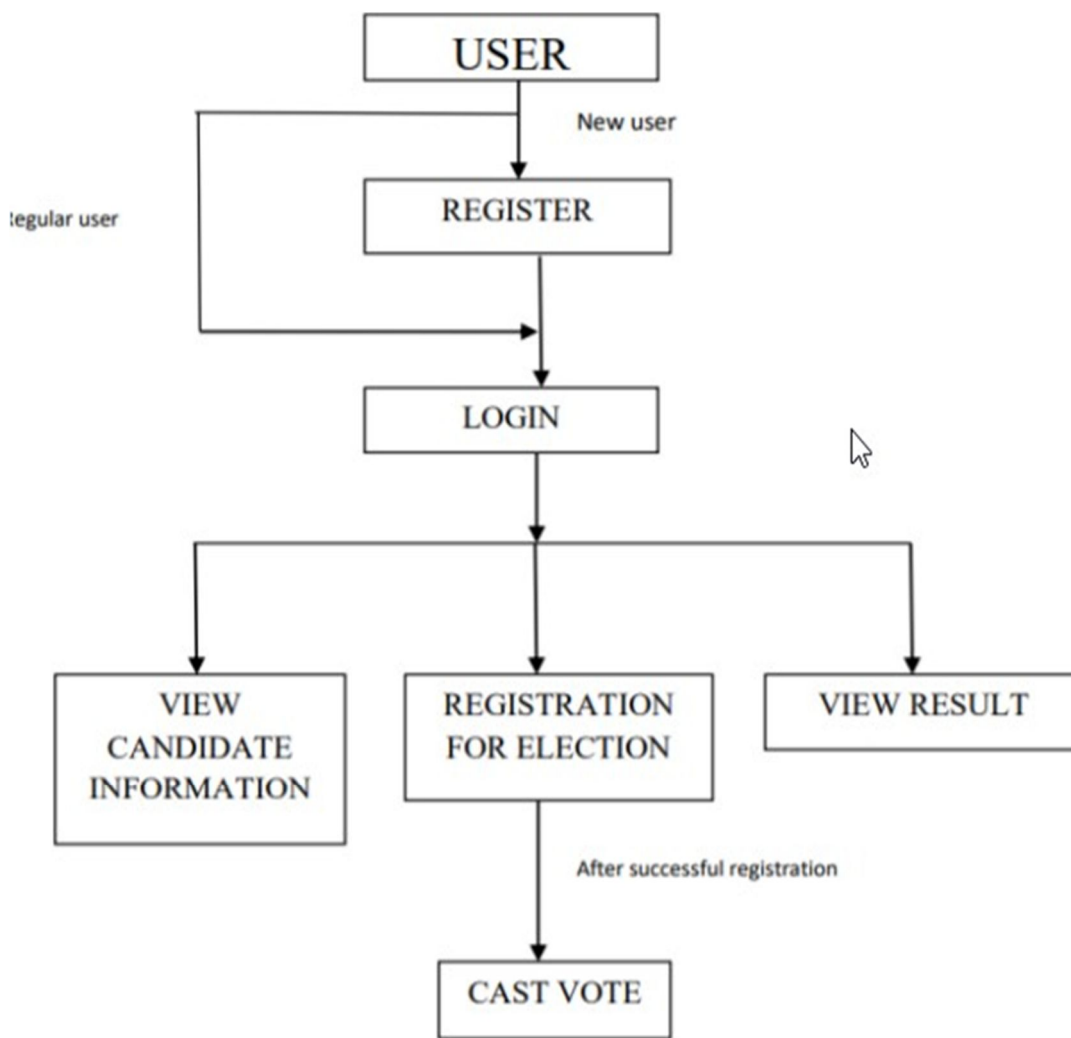 USER
New user
REGISTER
user
LOGIN
VIEW
CANDIDATE
INFORMATION
REGISTRATION
FOR ELECTION
VIEW RESULT
After successful registration
CAST VOTE